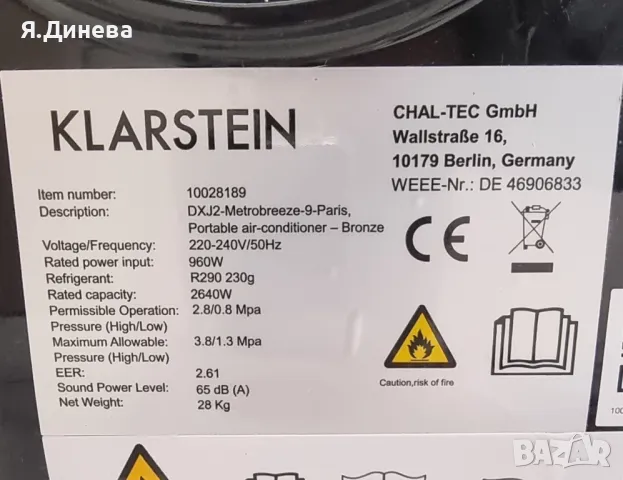 Я.Динева
KLARSTEIN
CHAL-TEC GmbH
Wallstraße 16,
10179 Berlin, Germany
WEEE-Nr.: DE 46906833
Item number: 10028189
Description: DXJ2-Metrobreeze-9-Paris,
Portable air-conditioner – Bronze
Voltage/Frequency: 220-240V/50Hz
Rated power input: 960W
Refrigerant: R290 230g
Rated capacity: 2640W
Permissible Operation: 2.8/0.8 Mpa
Pressure (High/Low)
Maximum Allowable: 3.8/1.3 Mpa
Pressure (High/Low)
EER: 2.61
Sound Power Level: 65 dB (A)
Net Weight: 28 Kg
CE
Caution,risk of fire
BAZAR